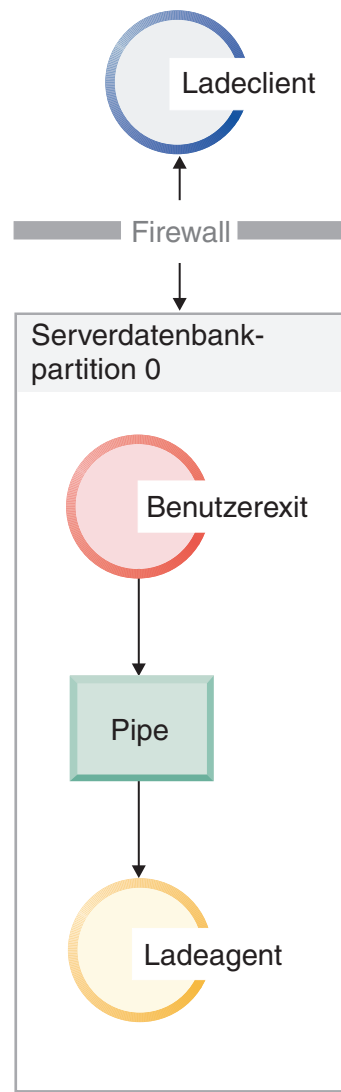 Ladeclient
Firewall
Serverdatenbank-
partition 0
Benutzerexit
Pipe
Ladeagent